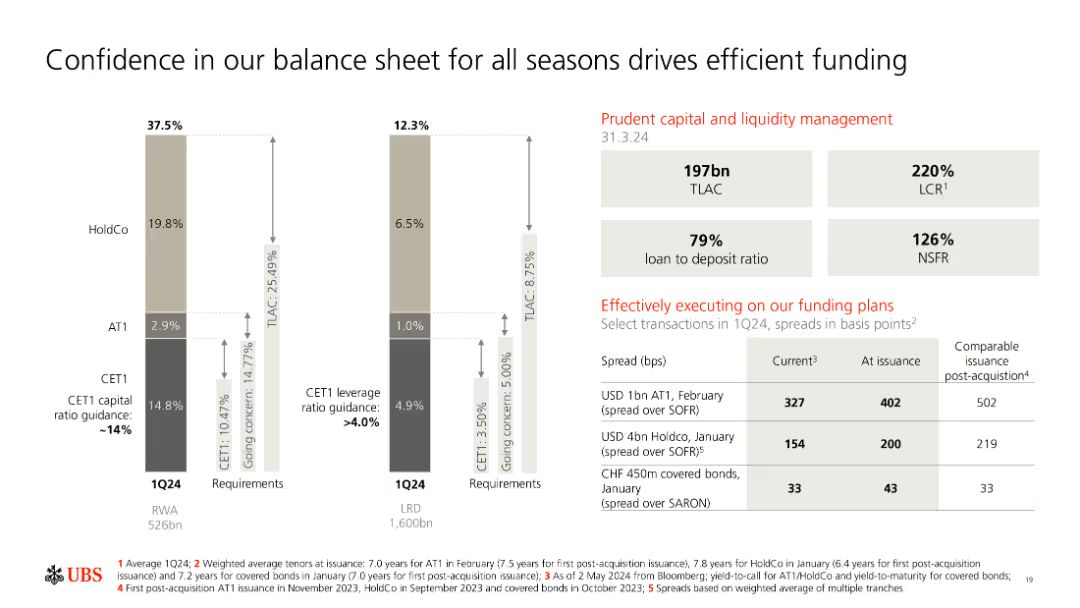 Confidence in our balance sheet for all seasons drives efficient funding
37.5%
HoldCo
19.8%
AT1
2.9%
CET1
CET1 capital
ratio guidance:
~14%
14.8%
TLAC: 25.49%
Going concern: 14.77%
CET1: 10.47%
1Q24
Requirements
RWA
526bn
12.3%
6.5%
1.0%
CET1 leverage
ratio guidance:
>4.0%
4.9%
TLAC: 8.75%
Going concern: 5.00%
CET1: 3.50%
1Q24
Requirements
LRD
1,600bn
Prudent capital and liquidity management
31.3.24
197bn
TLAC
220%
LCR¹
79%
loan to deposit ratio
126%
NSFR
Effectively executing on our funding plans
Select transactions in 1Q24, spreads in basis points²
Spread (bps)
Current³
At issuance
Comparable
issuance
post-acquistion⁴
USD 1bn AT1, February
(spread over SOFR)
327
402
502
USD 4bn Holdco, January
(spread over SOFR)⁵
154
200
219
CHF 450m covered bonds,
January
(spread over SARON)
33
43
33
UBS
1 Average 1Q24; 2 Weighted average tenors at issuance: 7.0 years for AT1 in February (7.5 years for first post-acquisition issuance), 7.8 years for HoldCo in January (6.4 years for first post-acquisition
issuance) and 7.2 years for covered bonds in January (7.0 years for first post-acquisition issuance); 3 As of 2 May 2024 from Bloomberg; yield-to-call for AT1/HoldCo and yield-to-maturity for covered bonds;
4 First post-acquisition AT1 issuance in November 2023, HoldCo in September 2023 and covered bonds in October 2023; 5 Spreads based on weighted average of multiple tranches
19